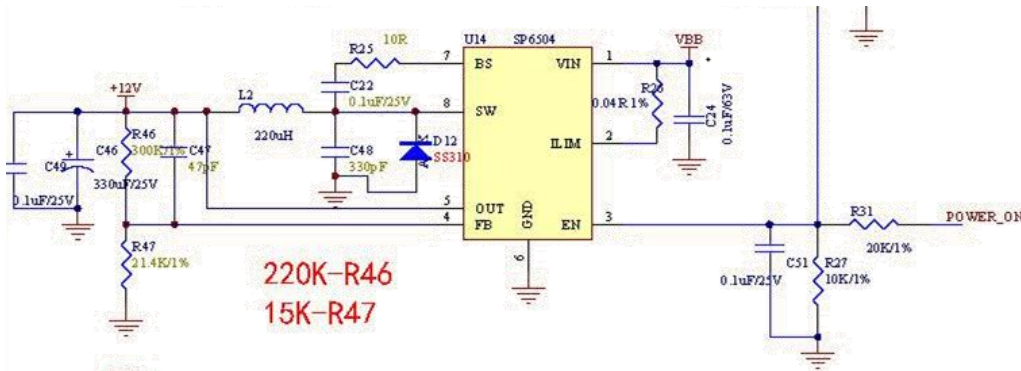 10R
R25
U14 SP6504
VBB
7 BS VIN 1
C22
0.1uF/25V
+12V
L2
220uH
8 SW
0.04R 1%
C24
0.1uF/63V
R46
300K/1%
C47
47pF
C46
330uF/25V
C49
0.1uF/25V
C48
330pF
D12
SS310
A
ILIM 2
5 OUT
4 FB
GND
6
EN 3
R31
20K/1%
POWER_ON
R47
21.4K/1%
C51
0.1uF/25V
R27
10K/1%
220K-R46
15K-R47